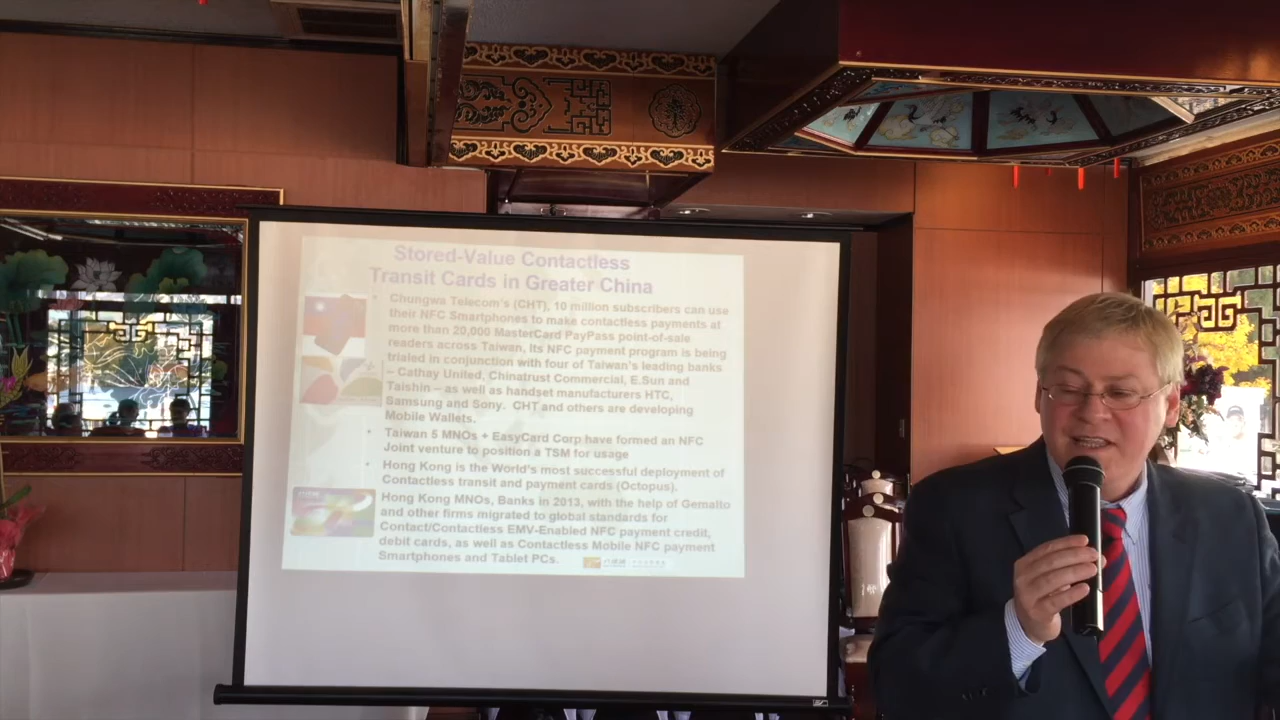 Stored-Value Contactless
Transit Cards in Greater China
• Chungwa Telecom's (CHT), 10 million subscribers can use
their NFC Smartphones to make contactless payments at
more than 20,000 MasterCard PayPass point-of-sale
readers across Taiwan, Its NFC payment program is being
trialed in conjunction with four of Taiwan's leading banks
– Cathay United, Chinatrust Commercial, E.Sun and
Taishin – as well as handset manufacturers HTC,
Samsung and Sony. CHT and others are developing
Mobile Wallets.
• Taiwan 5 MNOs + EasyCard Corp have formed an NFC
Joint venture to position a TSM for usage
• Hong Kong is the World's most successful deployment of
Contactless transit and payment cards (Octopus).
Hong Kong MNOs, Banks in 2013, with the help of Gemalto
and other firms migrated to global standards for
Contact/Contactless EMV-Enabled NFC payment credit,
debit cards, as well as Contactless Mobile NFC payment
Smartphones and Tablet PCs.